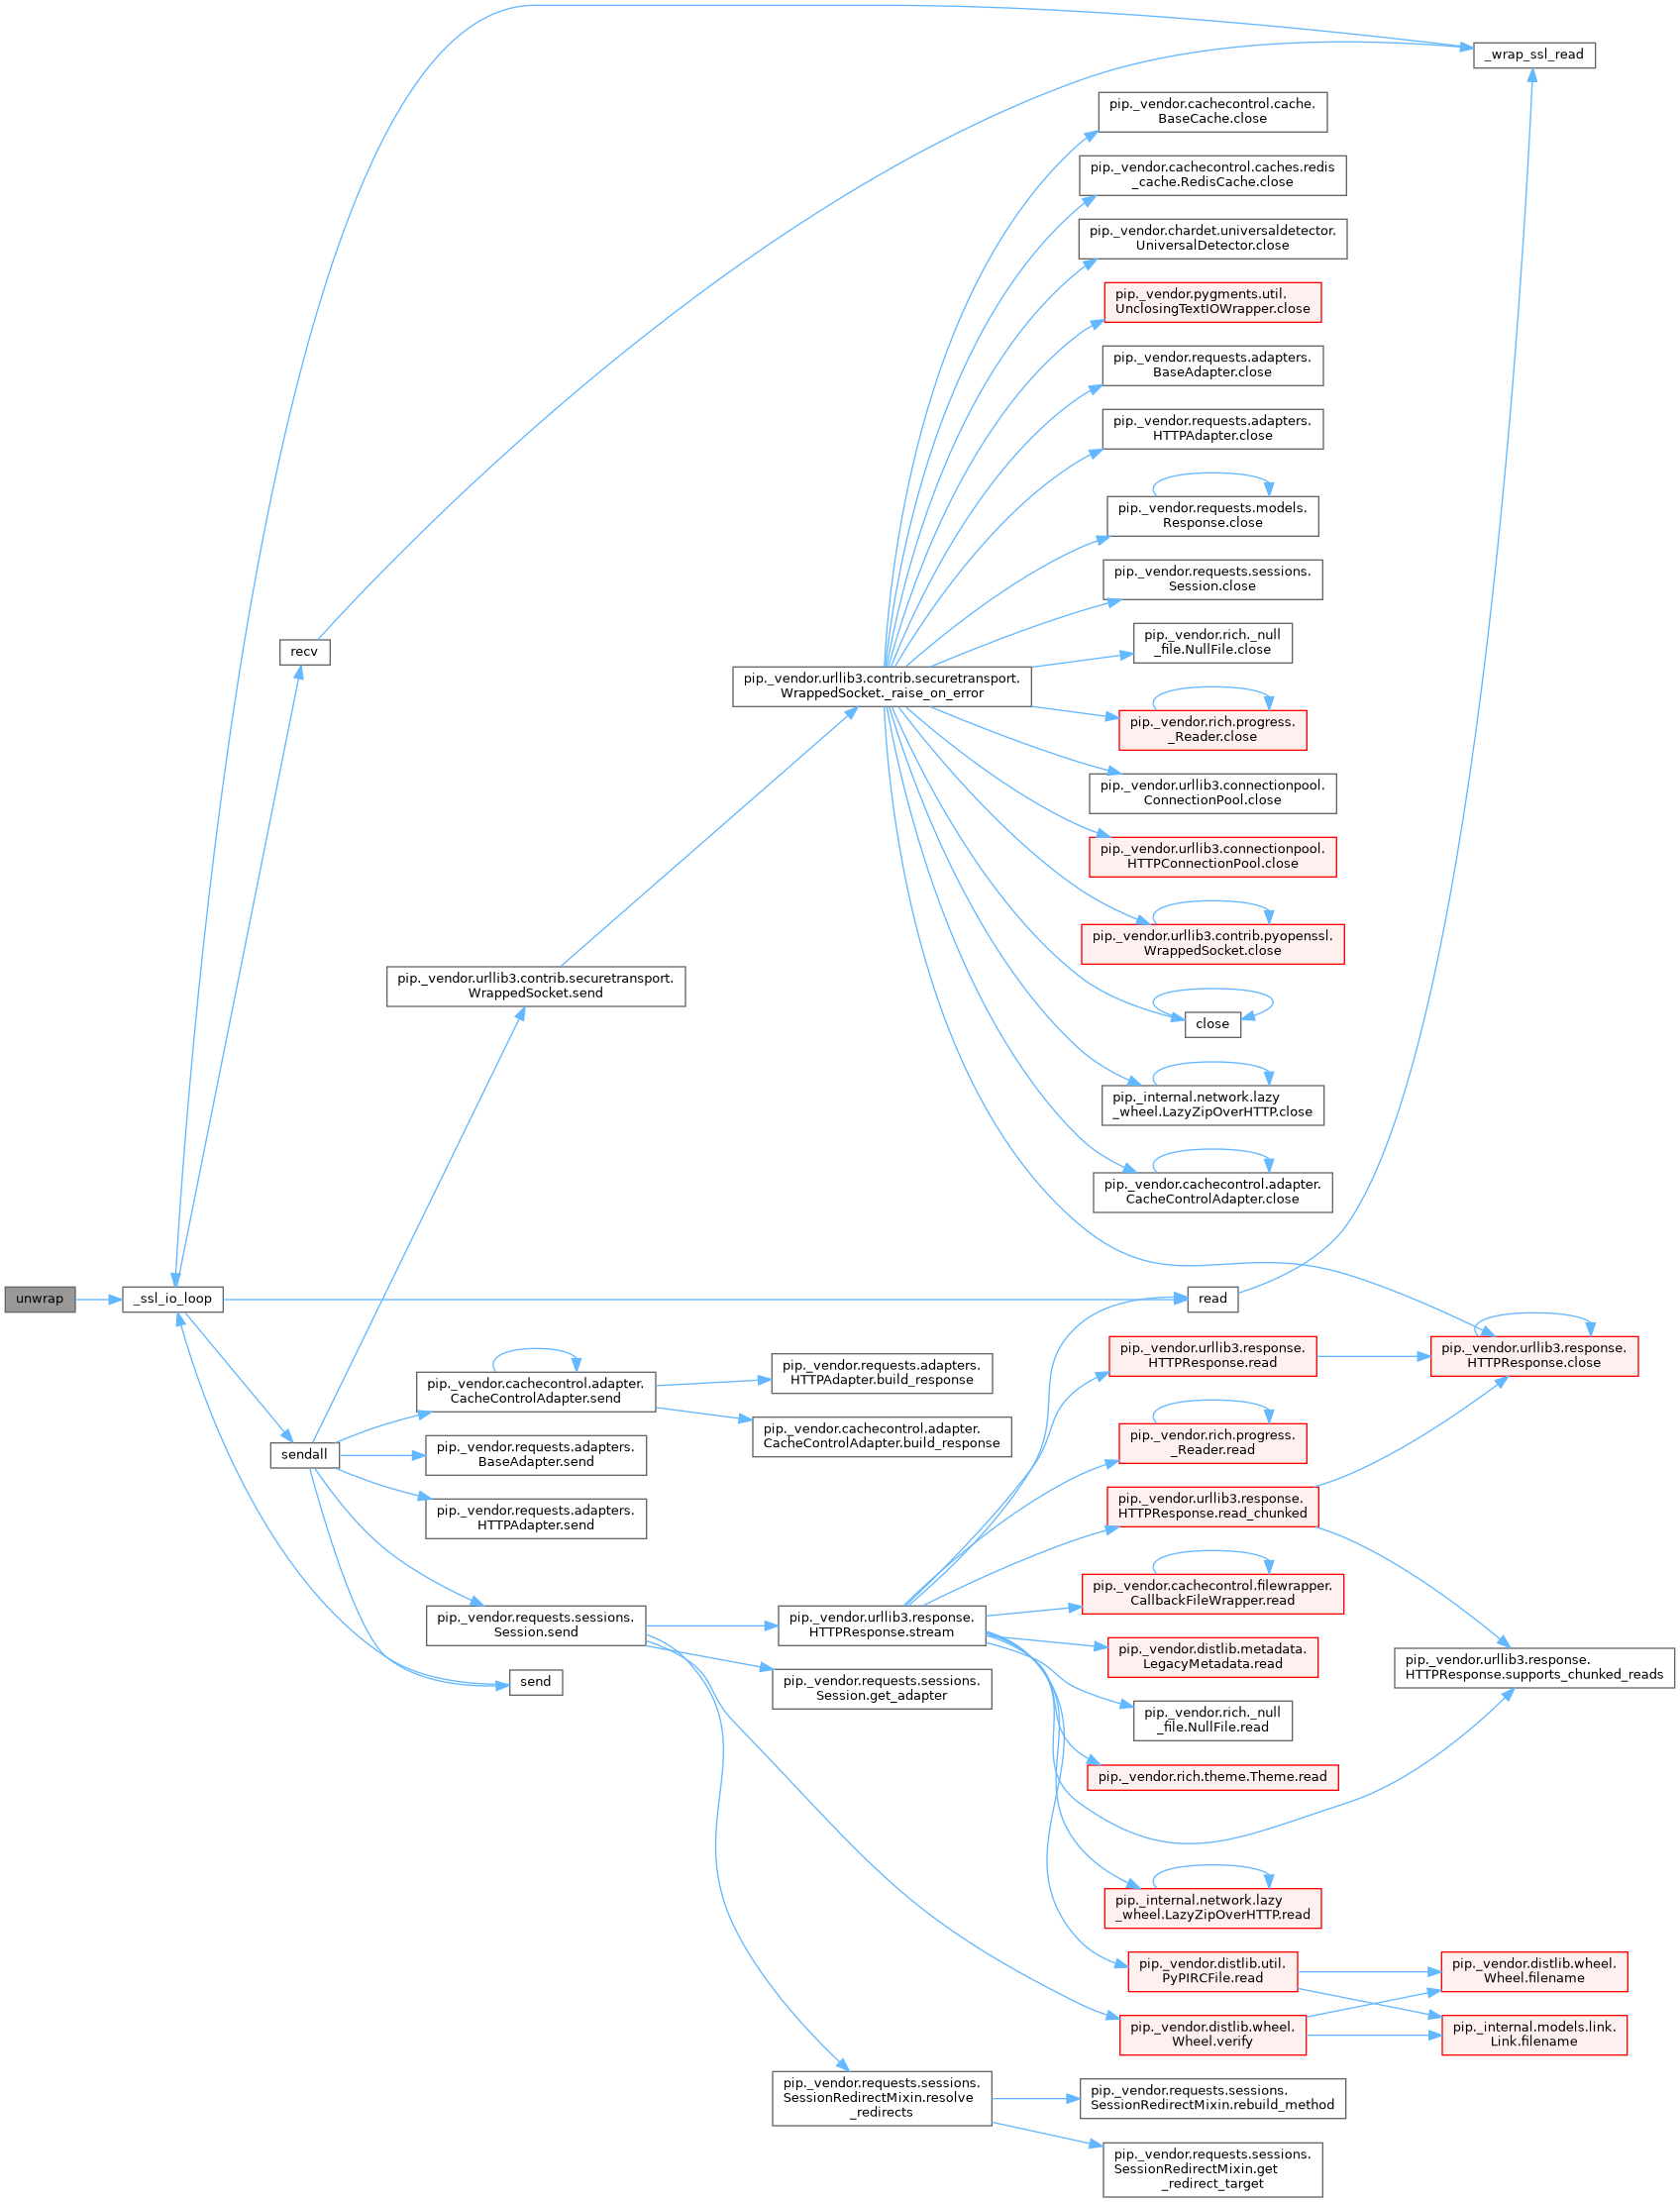 _wrap_ssl_read
pip._vendor.cachecontrol.cache.
BaseCache.close
pip._vendor.cachecontrol.caches.redis
_cache.RedisCache.close
pip._vendor.chardet.universaldetector.
UniversalDetector.close
pip._vendor.pygments.util.
UnclosingTextIOWrapper.close
pip._vendor.requests.adapters.
BaseAdapter.close
pip._vendor.requests.adapters.
HTTPAdapter.close
pip._vendor.requests.models.
Response.close
pip._vendor.requests.sessions.
Session.close
recv
pip._vendor.rich._null
_file.NullFile.close
pip._vendor.urllib3.contrib.securetransport.
WrappedSocket._raise_on_error
pip._vendor.rich.progress.
_Reader.close
pip._vendor.urllib3.connectionpool.
ConnectionPool.close
pip._vendor.urllib3.connectionpool.
HTTPConnectionPool.close
pip._vendor.urllib3.contrib.pyopenssl.
WrappedSocket.close
pip._vendor.urllib3.contrib.securetransport.
WrappedSocket.send
close
pip._internal.network.lazy
_wheel.LazyZipOverHTTP.close
pip._vendor.cachecontrol.adapter.
CacheControlAdapter.close
unwrap
_ssl_io_loop
read
pip._vendor.urllib3.response.
HTTPResponse.read
pip._vendor.urllib3.response.
HTTPResponse.close
pip._vendor.requests.adapters.
HTTPAdapter.build_response
pip._vendor.cachecontrol.adapter.
CacheControlAdapter.send
pip._vendor.cachecontrol.adapter.
CacheControlAdapter.build_response
pip._vendor.rich.progress.
_Reader.read
sendall
pip._vendor.requests.adapters.
BaseAdapter.send
pip._vendor.requests.adapters.
HTTPAdapter.send
pip._vendor.urllib3.response.
HTTPResponse.read_chunked
pip._vendor.cachecontrol.filewrapper.
CallbackFileWrapper.read
pip._vendor.requests.sessions.
Session.send
pip._vendor.urllib3.response.
HTTPResponse.stream
pip._vendor.distlib.metadata.
LegacyMetadata.read
pip._vendor.urllib3.response.
HTTPResponse.supports_chunked_reads
send
pip._vendor.requests.sessions.
Session.get_adapter
pip._vendor.rich._null
_file.NullFile.read
pip._vendor.rich.theme.Theme.read
pip._internal.network.lazy
_wheel.LazyZipOverHTTP.read
pip._vendor.distlib.util.
PyPIRCFile.read
pip._vendor.distlib.wheel.
Wheel.filename
pip._vendor.distlib.wheel.
Wheel.verify
pip._internal.models.link.
Link.filename
pip._vendor.requests.sessions.
SessionRedirectMixin.resolve
_redirects
pip._vendor.requests.sessions.
SessionRedirectMixin.rebuild_method
pip._vendor.requests.sessions.
SessionRedirectMixin.get
_redirect_target